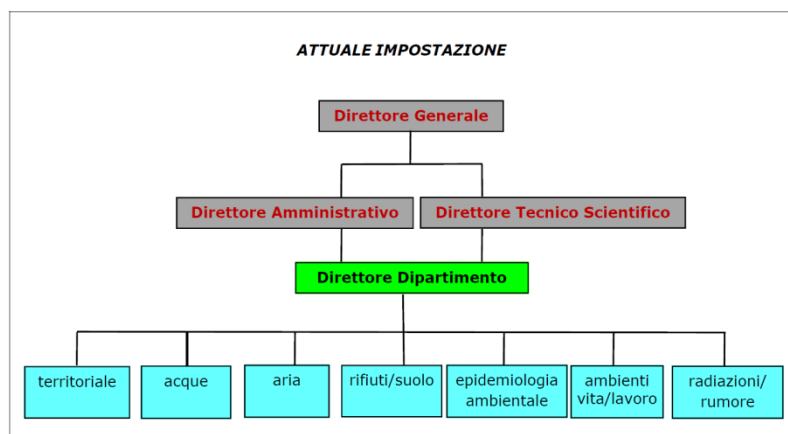 ATTUALE IMPOSTAZIONE
Direttore Generale
Direttore Amministrativo
Direttore Tecnico Scientifico
Direttore Dipartimento
territoriale
acque
aria
rifiuti/suolo
epidemiologia
ambientale
ambienti
vita/lavoro
radiazioni/
rumore